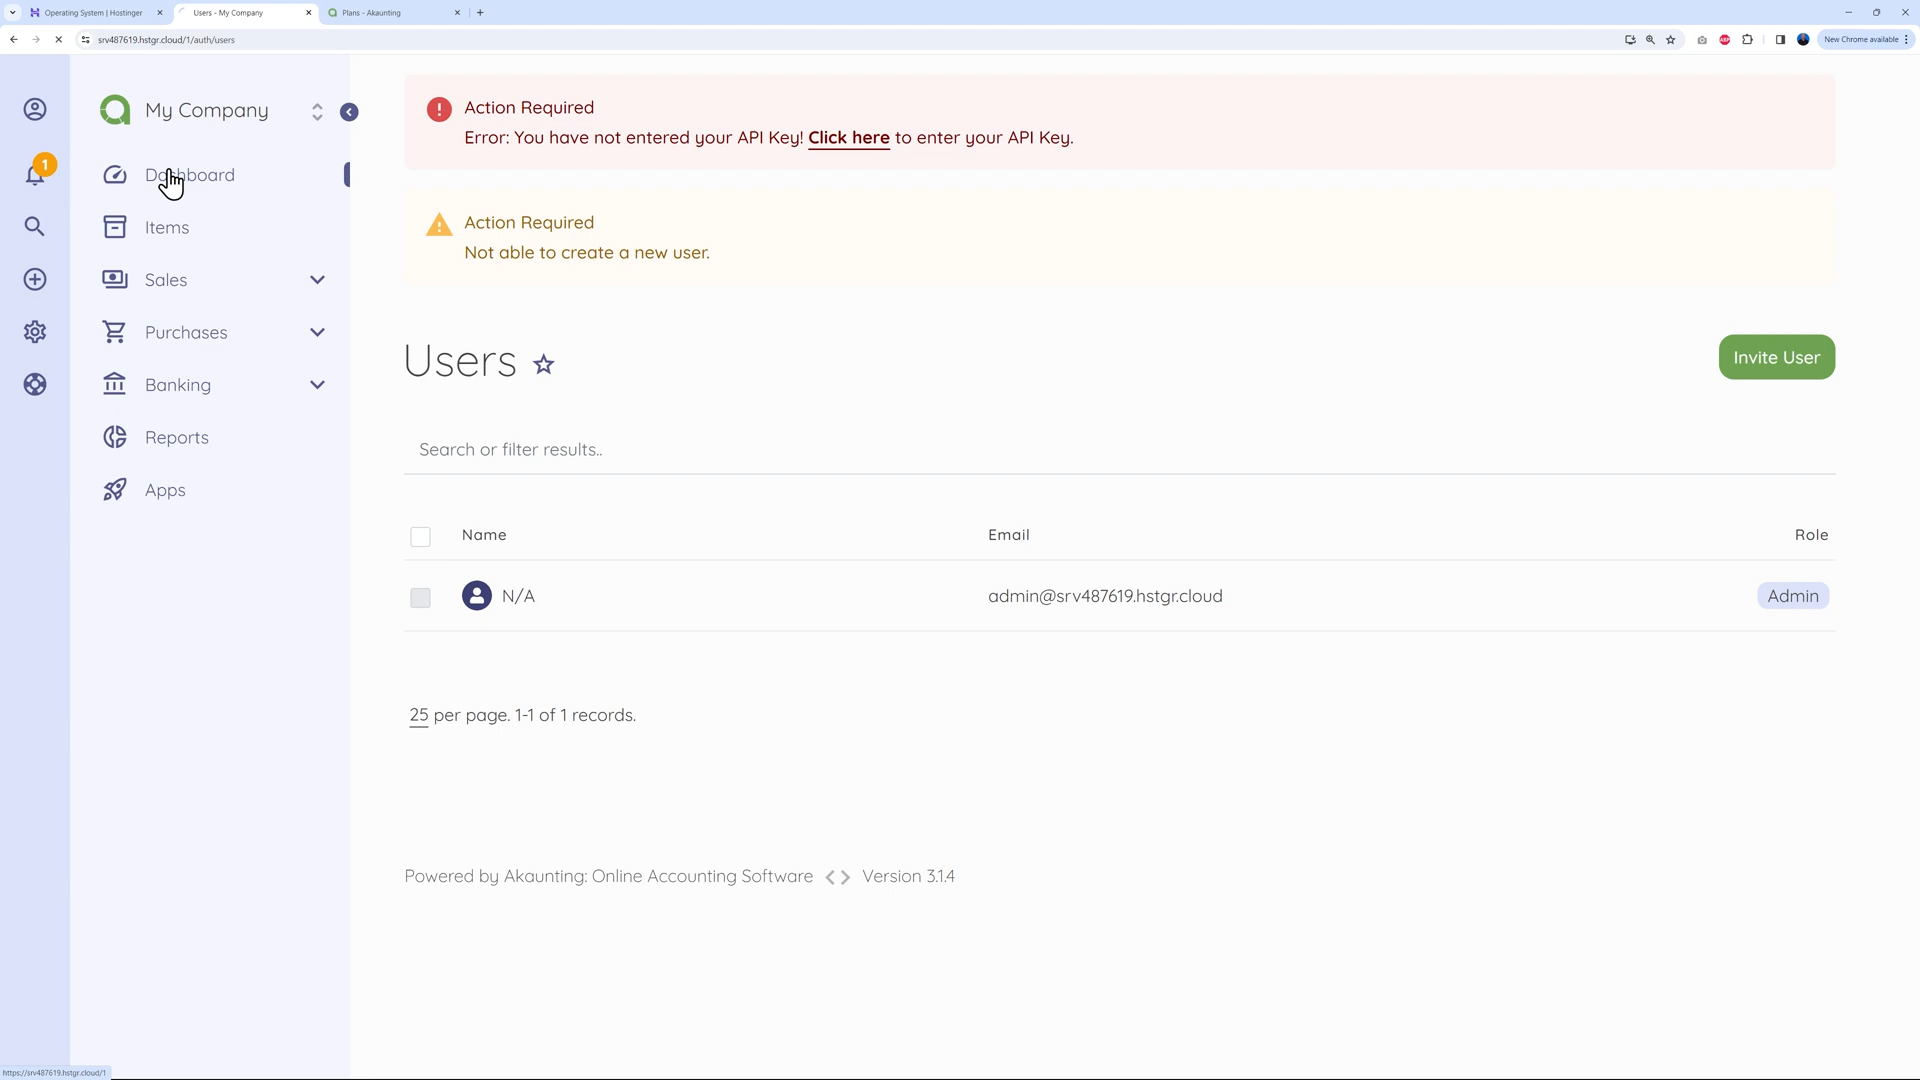 Operating System | Hostinger
Users - My Company
Plans - Akaunting
srv487619.hstgr.cloud/1/auth/users
ABP
New Chrome available
My Company
1
Dashboard
Items
Sales
Purchases
Banking
Reports
Apps
Action Required
Error: You have not entered your API Key! Click here to enter your API Key.
Action Required
Not able to create a new user.
Users
Invite User
Search or filter results..
Name Email Role
N/A admin@srv487619.hstgr.cloud Admin
25 per page. 1-1 of 1 records.
Powered by Akaunting: Online Accounting Software Version 3.1.4
https://srv487619.hstgr.cloud/1